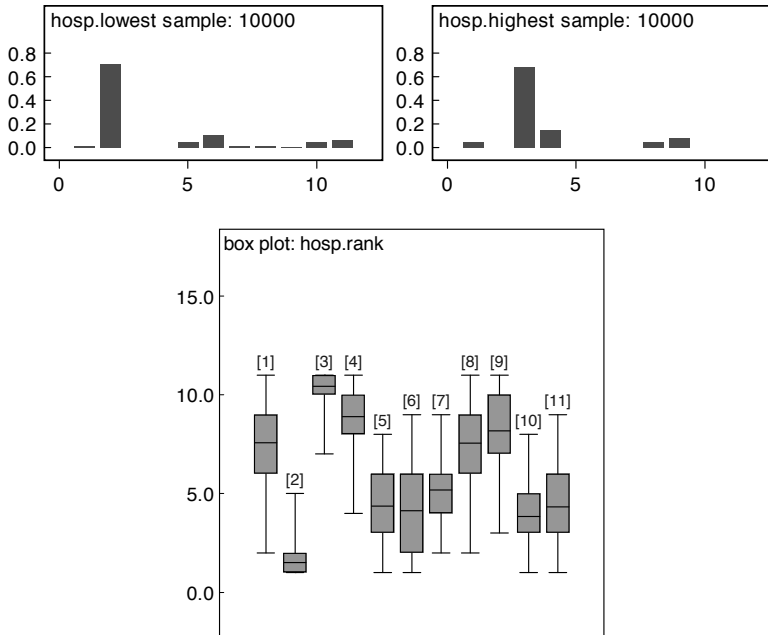 hosp.lowest sample: 10000
0.8
0.6
0.4
0.2
0.0
0 5 10
hosp.highest sample: 10000
0.8
0.6
0.4
0.2
0.0
0 5 10
box plot: hosp.rank
15.0
10.0
5.0
0.0
[1] [2] [3] [4] [5] [6] [7] [8] [9] [10] [11]